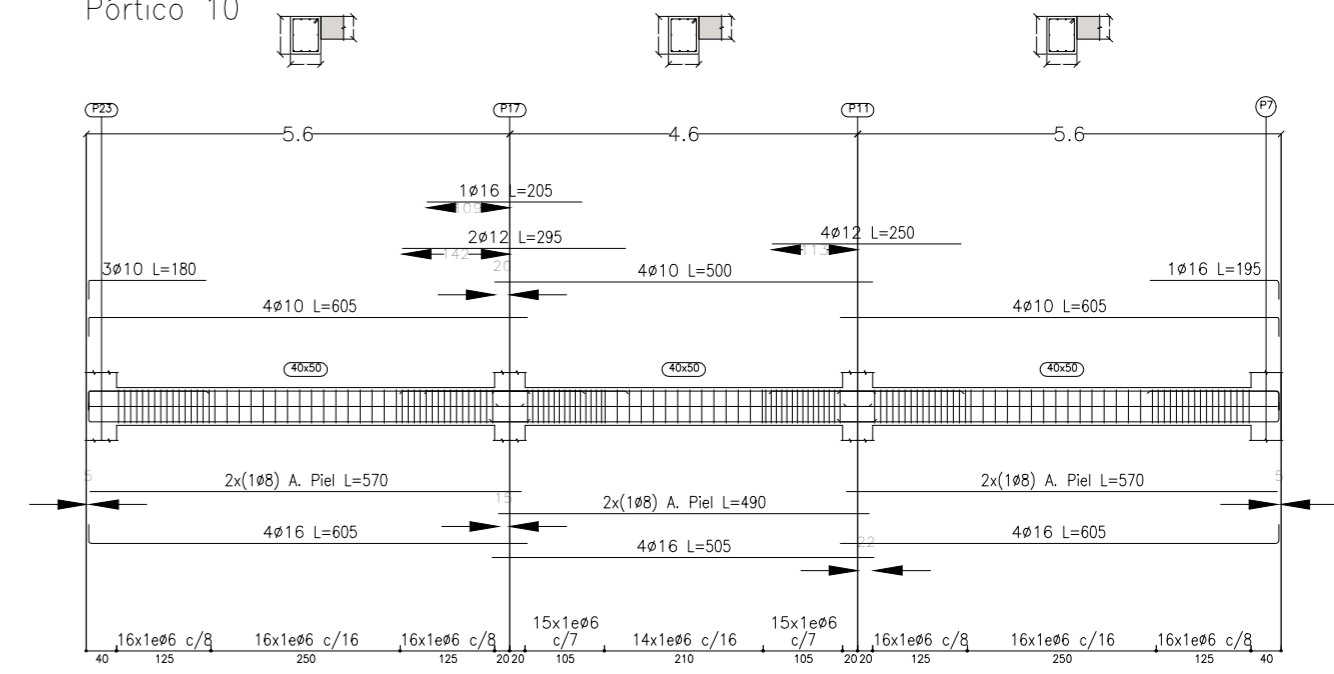 Pórtico 10
P23
P17
P11
P7
5.6
4.6
5.6
1ø16 L=205
109
2ø12 L=295
142
20
4ø12 L=250
113
3ø10 L=180
4ø10 L=500
1ø16 L=195
4ø10 L=605
4ø10 L=605
40x50
40x50
40x50
5
2x(1ø8) A. Piel L=570
15
2x(1ø8) A. Piel L=490
2x(1ø8) A. Piel L=570
5
4ø16 L=605
4ø16 L=505
22
4ø16 L=605
16x1eø6 c/8
16x1eø6 c/16
16x1eø6 c/8
15x1eø6
c/7
14x1eø6 c/16
15x1eø6
c/7
16x1eø6 c/8
16x1eø6 c/16
16x1eø6 c/8
40
125
250
125
20
20
105
210
105
20
20
125
250
125
40